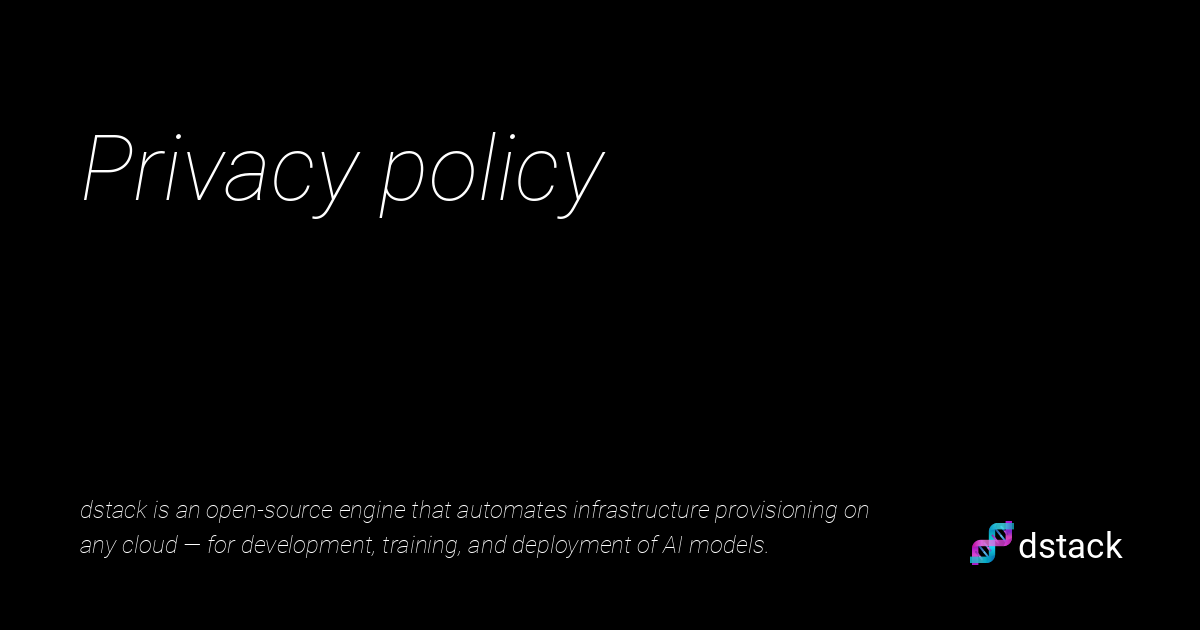 Privacy policy
dstack is an open-source engine that automates infrastructure provisioning on
any cloud — for development, training, and deployment of AI models.
dstack